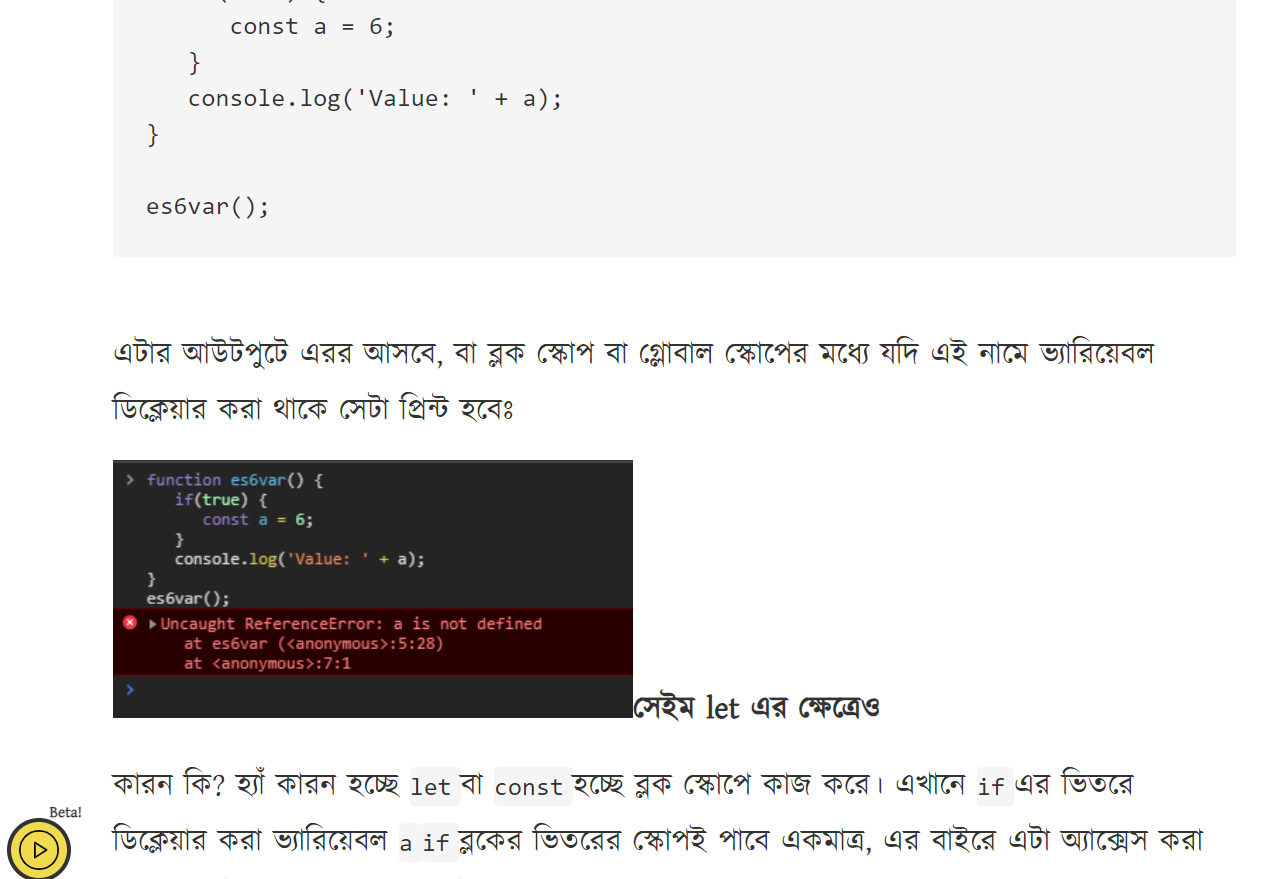 const a = 6;
}
console.log('Value: ' + a);
}
es6var();
এটার আউটপুটে এরর আসবে, বা ব্লক স্কোপ বা গ্লোবাল স্কোপের মধ্যে যদি এই নামে ভ্যারিয়েবল
ডিক্লেয়ার করা থাকে সেটা প্রিন্ট হবেঃ
> function es6var() {
if(true) {
const a = 6;
}
console.log('Value: ' + a);
}
es6var();
Uncaught ReferenceError: a is not defined
at es6var (<anonymous>:5:28)
at <anonymous>:7:1
>
সেইম let এর ক্ষেত্রেও
কারন কি? হ্যাঁ কারন হচ্ছে let বা const হচ্ছে ব্লক স্কোপে কাজ করে। এখানে if এর ভিতরে
ডিক্লেয়ার করা ভ্যারিয়েবল a if ব্লকের ভিতরের স্কোপই পাবে একমাত্র, এর বাইরে এটা অ্যাক্সেস করা
Beta!